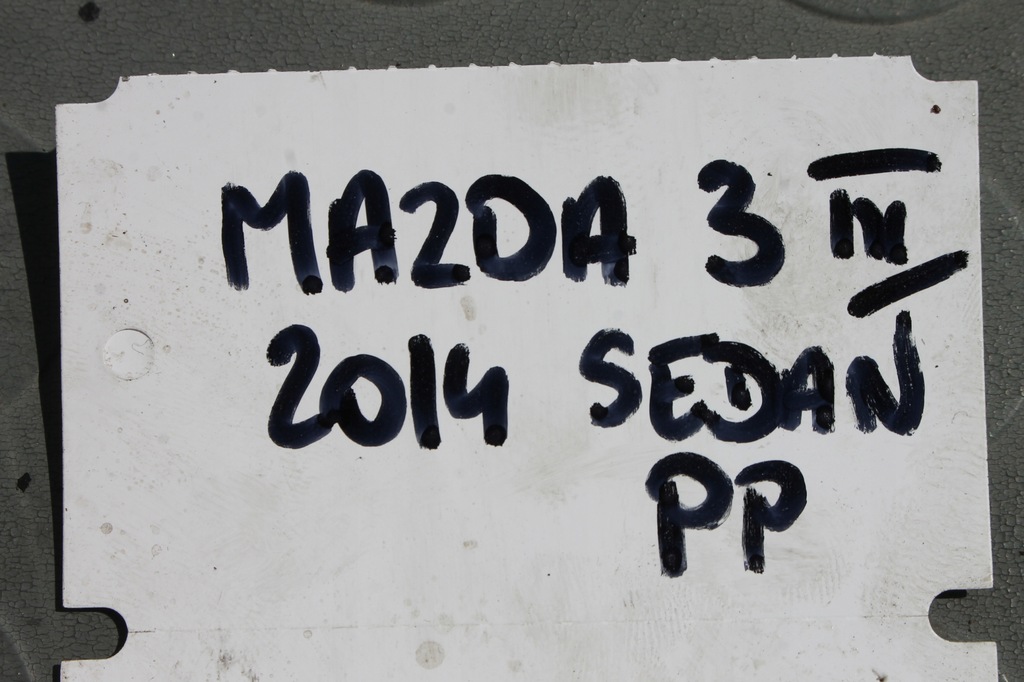 MAZDA 3 III
2014 SEDAN
PP